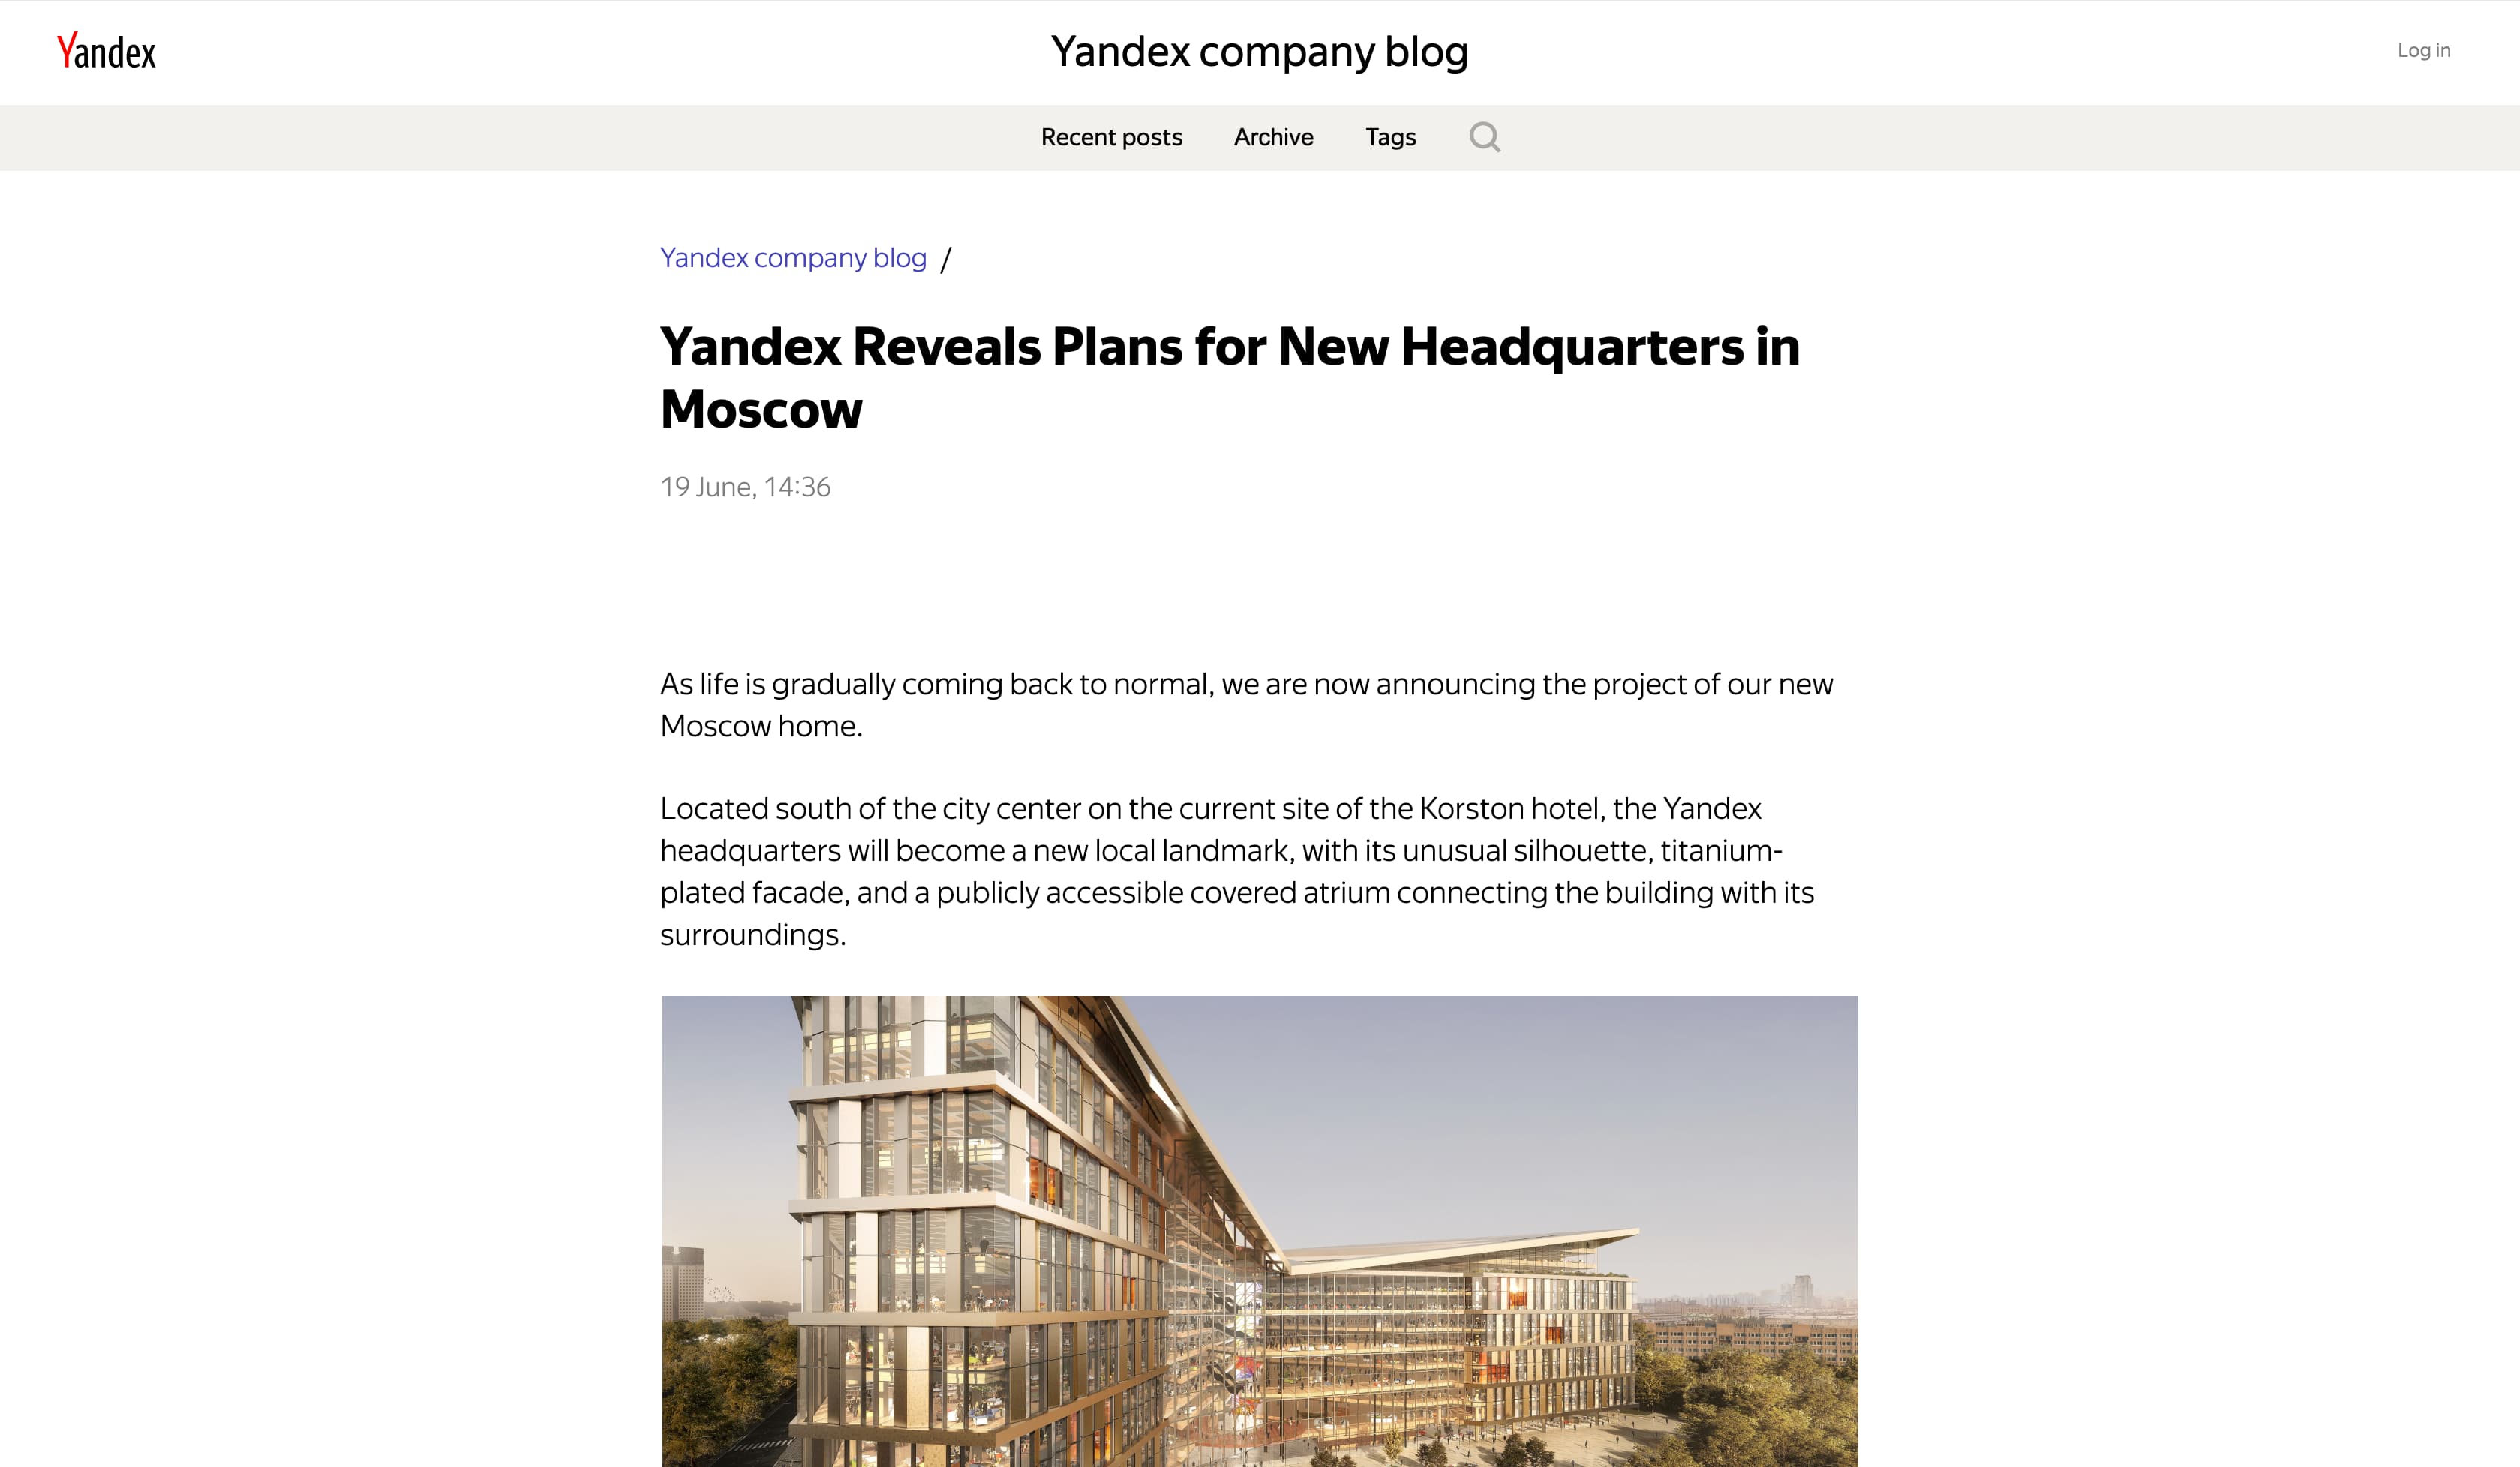 Yandex
Yandex company blog
Log in
Recent posts
Archive
Tags
Yandex company blog /
Yandex Reveals Plans for New Headquarters in
Moscow
19 June, 14:36
As life is gradually coming back to normal, we are now announcing the project of our new
Moscow home.
Located south of the city center on the current site of the Korston hotel, the Yandex
headquarters will become a new local landmark, with its unusual silhouette, titanium-
plated facade, and a publicly accessible covered atrium connecting the building with its
surroundings.